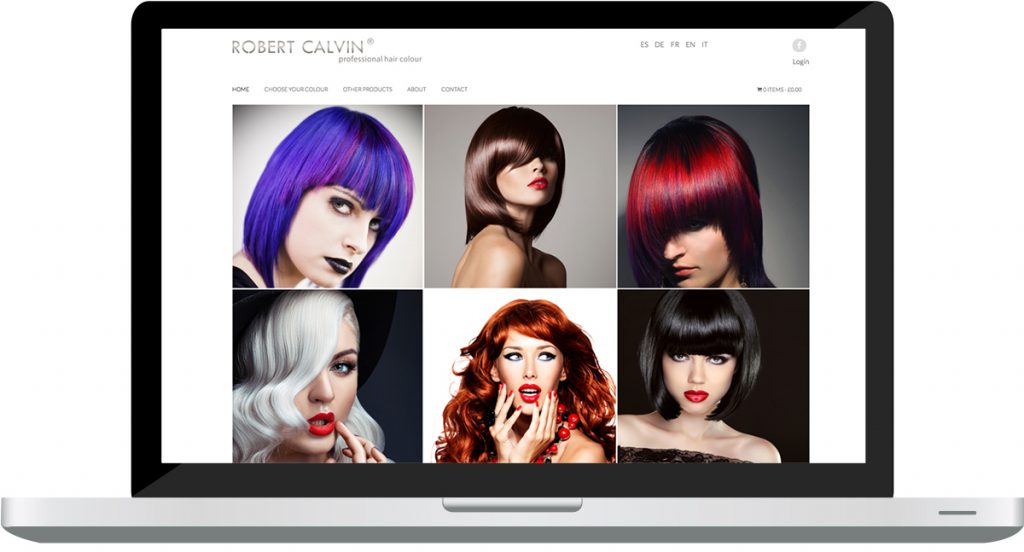 ROBERT CALVIN®
professional hair colour
ES DE FR EN IT
f
Login
HOME CHOOSE YOUR COLOUR OTHER PRODUCTS ABOUT CONTACT
0 ITEMS - £0.00